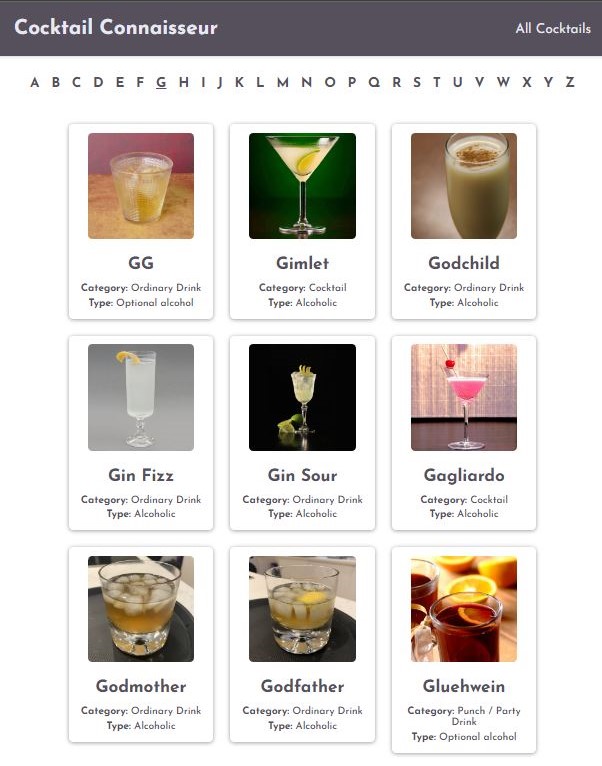 Cocktail Connaisseur
All Cocktails
A B C D E F G H I J K L M N O P Q R S T U V W X Y Z
GG
Category: Ordinary Drink
Type: Optional alcohol
Gimlet
Category: Cocktail
Type: Alcoholic
Godchild
Category: Ordinary Drink
Type: Alcoholic
Gin Fizz
Category: Ordinary Drink
Type: Alcoholic
Gin Sour
Category: Ordinary Drink
Type: Alcoholic
Gagliardo
Category: Cocktail
Type: Alcoholic
Godmother
Category: Ordinary Drink
Type: Alcoholic
Godfather
Category: Ordinary Drink
Type: Alcoholic
Gluehwein
Category: Punch / Party
Drink
Type: Optional alcohol